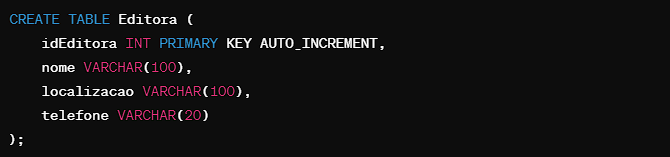 CREATE TABLE Editora (
    idEditora INT PRIMARY KEY AUTO_INCREMENT,
    nome VARCHAR(100),
    localizacao VARCHAR(100),
    telefone VARCHAR(20)
);